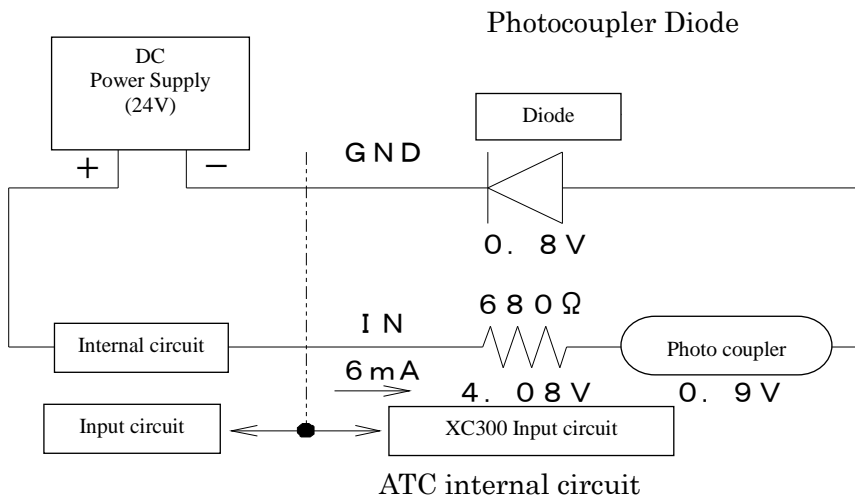 Photocoupler Diode
DC
Power Supply
(24V)
Diode
+
−
GND
0. 8V
680Ω
IN
Internal circuit
Photo coupler
6mA
4. 08V
0. 9V
Input circuit
XC300 Input circuit
ATC internal circuit